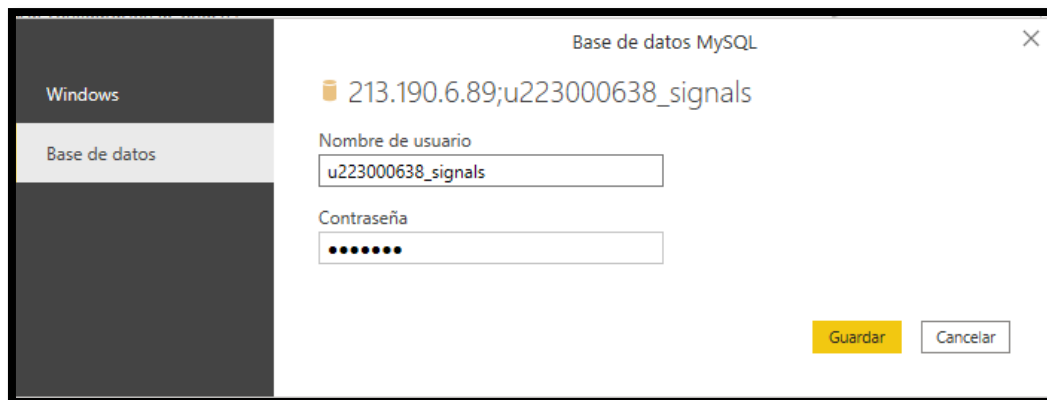 Base de datos MySQL
Windows
213.190.6.89;u223000638_signals
Base de datos
Nombre de usuario
u223000638_signals
Contraseña
•••••••
Guardar
Cancelar